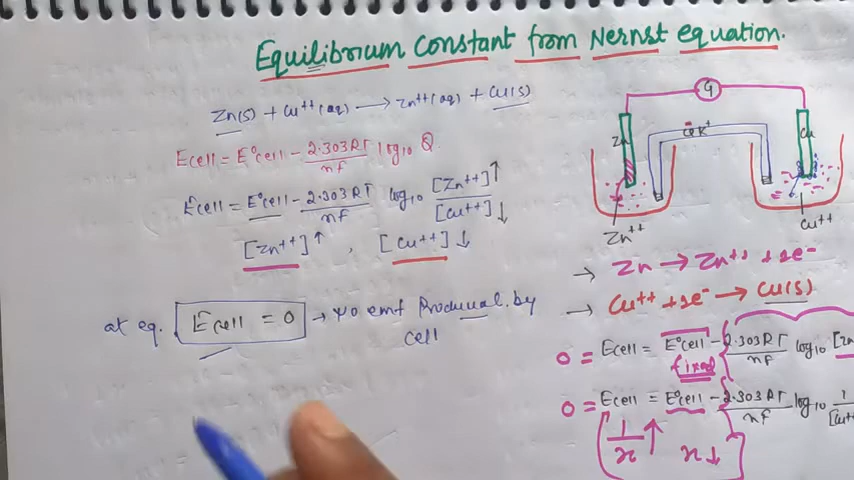 Equilibrium Constant from Nernst equation.
Zn(s) + Cu⁺⁺(aq) → Zn⁺⁺(aq) + Cu(s)
Ecell = E°cell - 2.303RT/nf log₁₀ Q
Ecell = E°cell - 2.303RT/nf log₁₀ [Zn⁺⁺]↑/[Cu⁺⁺]↓
[Zn⁺⁺]↑ , [Cu⁺⁺]↓
at eq. Ecell = 0 → no emf by
cell
G
Zn
Cu
Zn⁺⁺
Cu⁺⁺
→ Zn → Zn⁺⁺ + 2e⁻
→ Cu⁺⁺ + 2e⁻ → Cu(s)
0 = Ecell = E°cell - 2.303RT/nf log₁₀ [Zn
fixed
0 = Ecell = E°cell - 2.303RT/nf log₁₀ 1/[Cu⁺⁺
1/x ↑ x↓